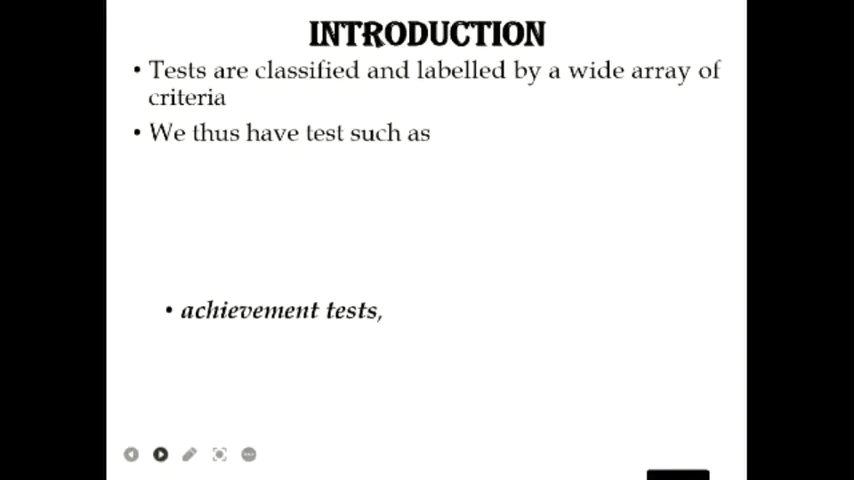 INTRODUCTION
• Tests are classified and labelled by a wide array of
criteria
• We thus have test such as
• achievement tests,